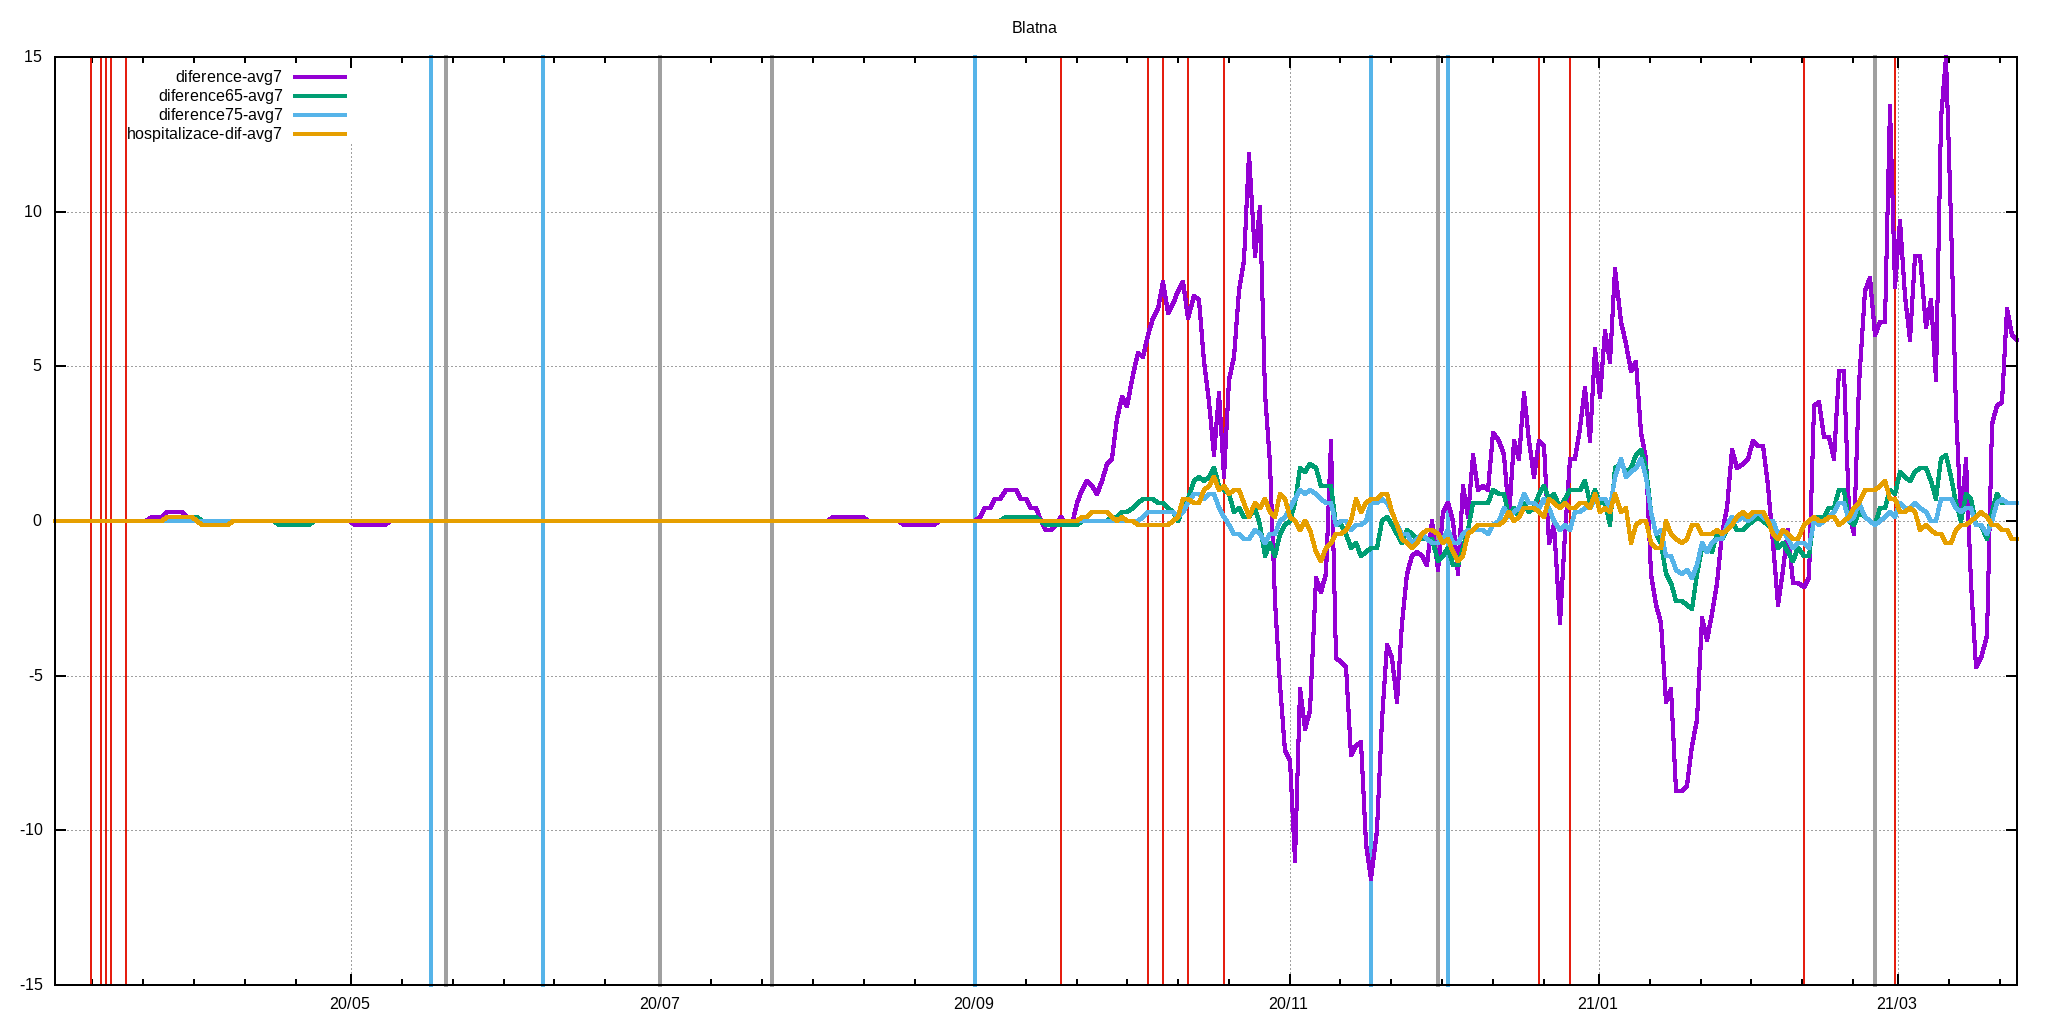 Blatna
15
10
5
0
-5
-10
-15
diference-avg7
diference65-avg7
diference75-avg7
hospitalizace-dif-avg7
20/05
20/07
20/09
20/11
21/01
21/03